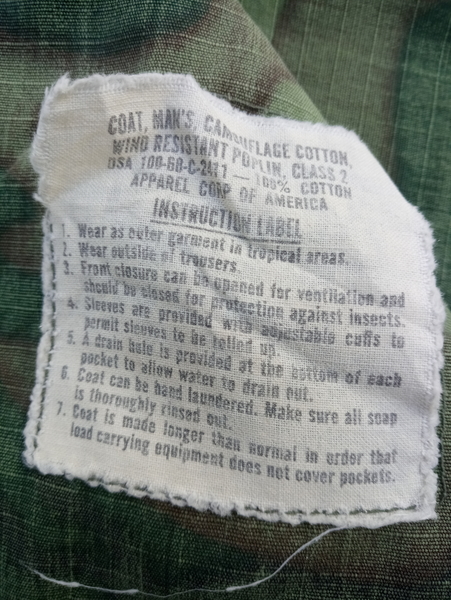 COAT, MAN'S, CAMOUFLAGE COTTON,
WIND RESISTANT POPLIN, CLASS 2
DSA 100-68-C-2411 — 100% COTTON
APPAREL CORP OF AMERICA
INSTRUCTION LABEL
1. Wear as outer garment in tropical areas.
2. Wear outside of trousers.
3. Front closure can be opened for ventilation and
should be closed for protection against insects.
4. Sleeves are provided with adjustable cuffs to
permit sleeves to be rolled up.
5. A drain hole is provided at the bottom of each
pocket to allow water to drain out.
6. Coat can be hand laundered. Make sure all soap
is thoroughly rinsed out.
7. Coat is made longer than normal in order that
load carrying equipment does not cover pockets.